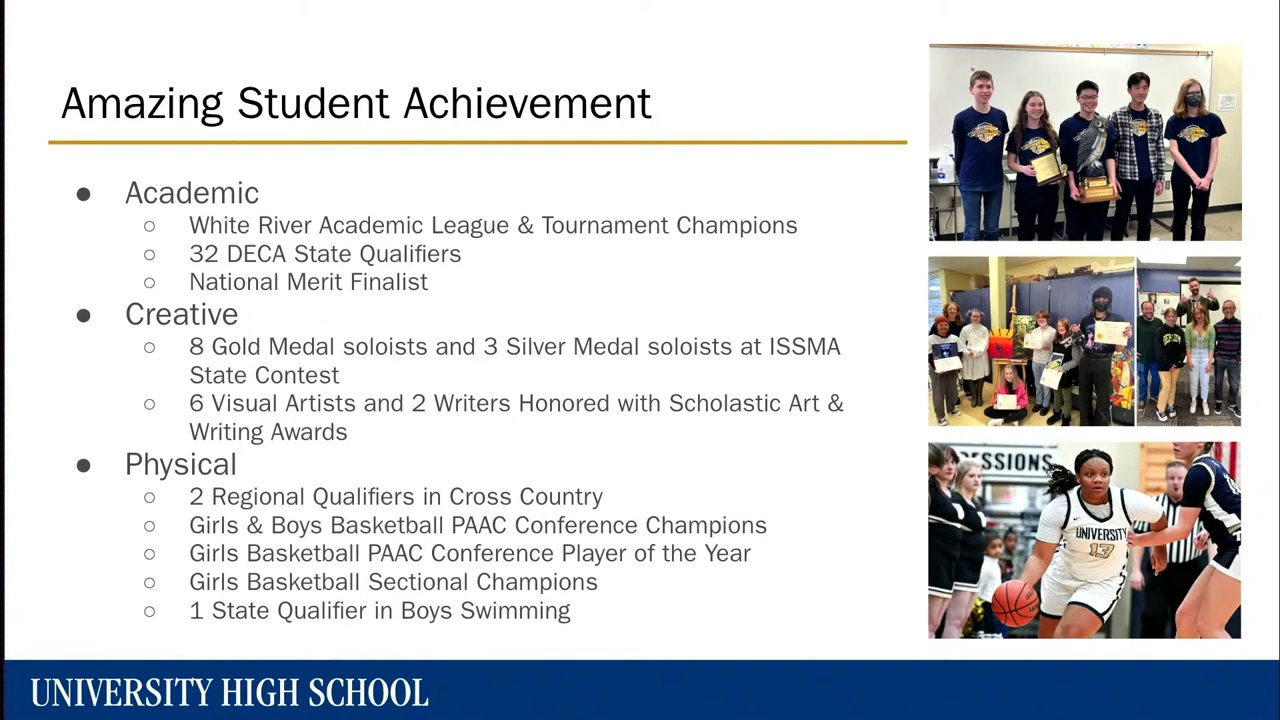 Amazing Student Achievement
● Academic
○ White River Academic League & Tournament Champions
○ 32 DECA State Qualifiers
○ National Merit Finalist
● Creative
○ 8 Gold Medal soloists and 3 Silver Medal soloists at ISSMA
State Contest
○ 6 Visual Artists and 2 Writers Honored with Scholastic Art &
Writing Awards
● Physical
○ 2 Regional Qualifiers in Cross Country
○ Girls & Boys Basketball PAAC Conference Champions
○ Girls Basketball PAAC Conference Player of the Year
○ Girls Basketball Sectional Champions
○ 1 State Qualifier in Boys Swimming
SSIONS
UNIVERSITY
13
UNIVERSITY HIGH SCHOOL